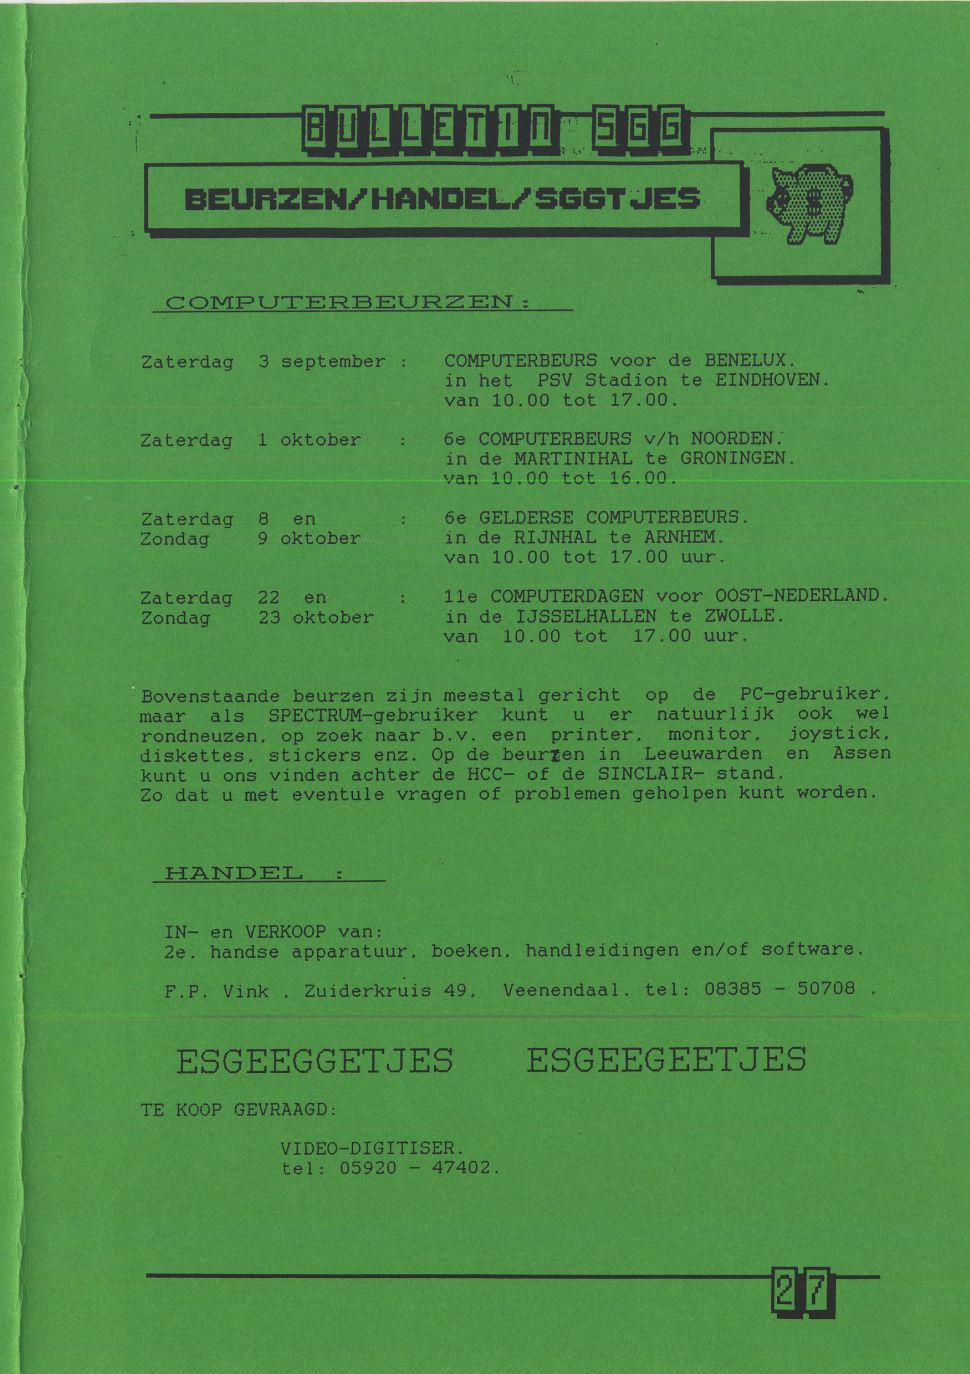 BULLETIN SGG
BEURZEN/HANDEL/SGGTJES
$
COMPUTERBEURZEN:
Zaterdag 3 september : COMPUTERBEURS voor de BENELUX.
in het PSV Stadion te EINDHOVEN.
van 10.00 tot 17.00.
Zaterdag 1 oktober : 6e COMPUTERBEURS v/h NOORDEN.
in de MARTINIHAL te GRONINGEN.
van 10.00 tot 16.00.
Zaterdag 8 en : 6e GELDERSE COMPUTERBEURS.
Zondag 9 oktober in de RIJNHAL te ARNHEM.
van 10.00 tot 17.00 uur.
Zaterdag 22 en : 11e COMPUTERDAGEN voor OOST-NEDERLAND.
Zondag 23 oktober in de IJSSELHALLEN te ZWOLLE.
van 10.00 tot 17.00 uur.
Bovenstaande beurzen zijn meestal gericht op de PC-gebruiker,
maar als SPECTRUM-gebruiker kunt u er natuurlijk ook wel
rondneuzen, op zoek naar b.v. een printer, monitor, joystick,
diskettes, stickers enz. Op de beurzen in Leeuwarden en Assen
kunt u ons vinden achter de HCC- of de SINCLAIR- stand.
Zo dat u met eventule vragen of problemen geholpen kunt worden.
HANDEL :
IN- en VERKOOP van:
2e. handse apparatuur, boeken, handleidingen en/of software.
F.P. Vink , Zuiderkruis 49, Veenendaal. tel: 08385 - 50708 .
ESGEEGGETJES ESGEEGEETJES
TE KOOP GEVRAAGD:
VIDEO-DIGITISER.
tel: 05920 - 47402.
27